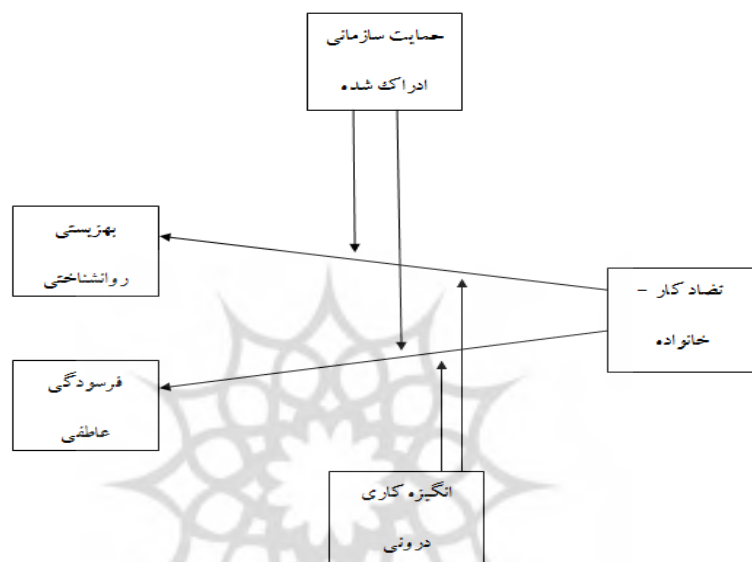 حمایت سازمانی
ادراک شده
بهزیستی
روانشناختی
تضاد کار –
خانواده
فرسودگی
عاطفی
انگیزه کاری
درونی